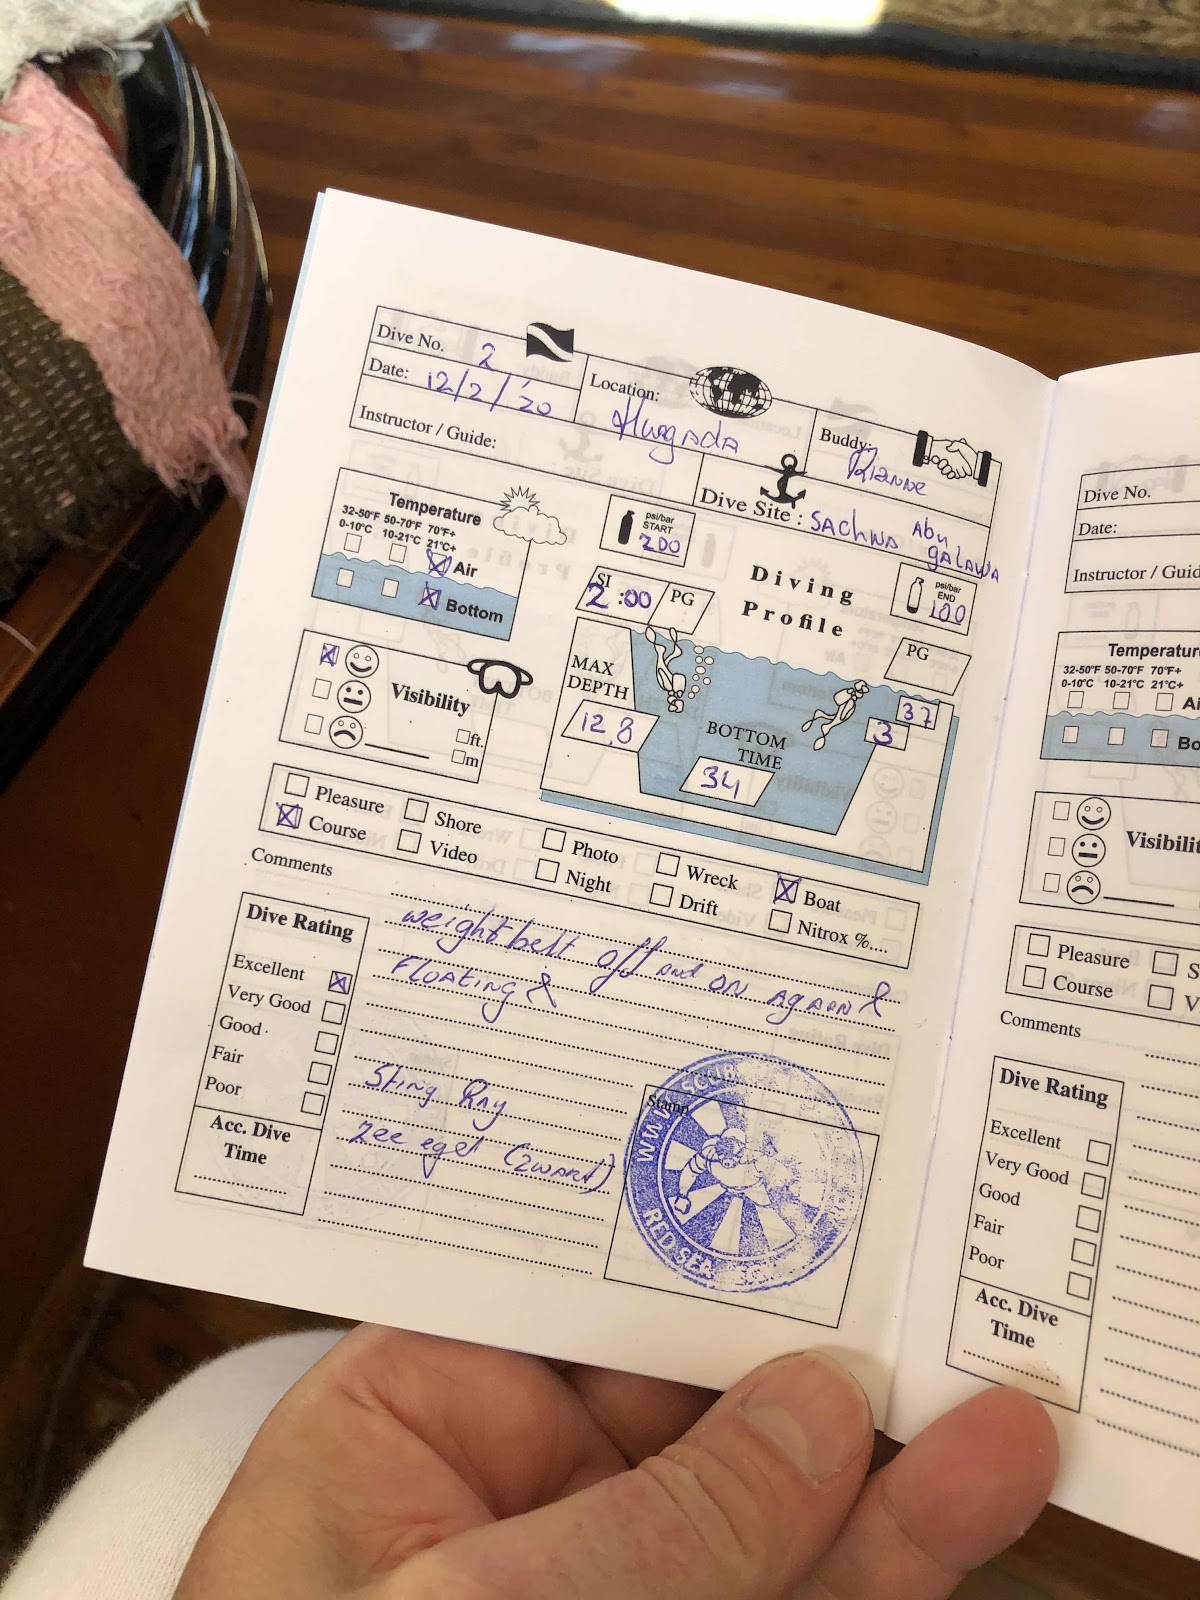 Dive No. 2
Date: 12/2/'20
Location: Hurgada
Buddy: Rianne
Instructor / Guide:
Dive Site: SACHWA Abu
gALAWA
Temperature
32-50°F 50-70°F 70°F+
0-10°C 10-21°C 21°C+
Air
Bottom
psi/bar
START
200
SI
2:00
PG
Diving
Profile
psi/bar
END
100
PG
Visibility
ft.
m
MAX
DEPTH
12.8
BOTTOM
TIME
34
37
3
Pleasure Shore Photo Wreck Boat
Course Video Night Drift Nitrox %....
Comments
weightbelt off and ON AgAin &
FLOATING &
Sting Ray
Zee egel (zwart)
Dive Rating
Excellent
Very Good
Good
Fair
Poor
Acc. Dive
Time
Stamp
WWW.SCUB
RED SEA
Dive No.
Date:
Instructor / Guid
Temperatu
32-50°F 50-70°F 70°F+
0-10°C 10-21°C 21°C+
Ai
Bo
Visibilit
Pleasure S
Course V
Comments
Dive Rating
Excellent
Very Good
Good
Fair
Poor
Acc. Dive
Time